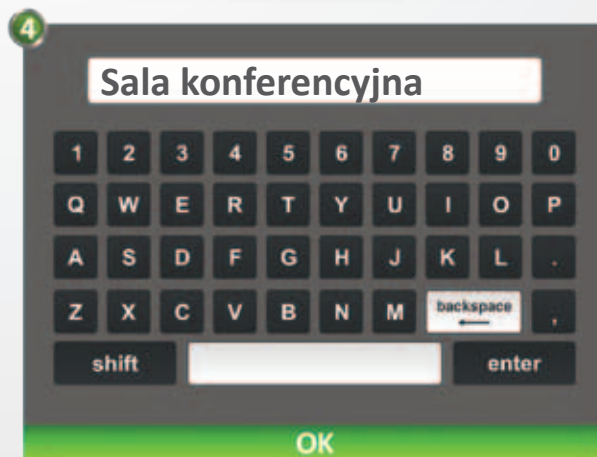 4
Sala konferencyjna
1 2 3 4 5 6 7 8 9 0
Q W E R T Y U I O P
A S D F G H J K L .
Z X C V B N M backspace ,
shift enter
OK